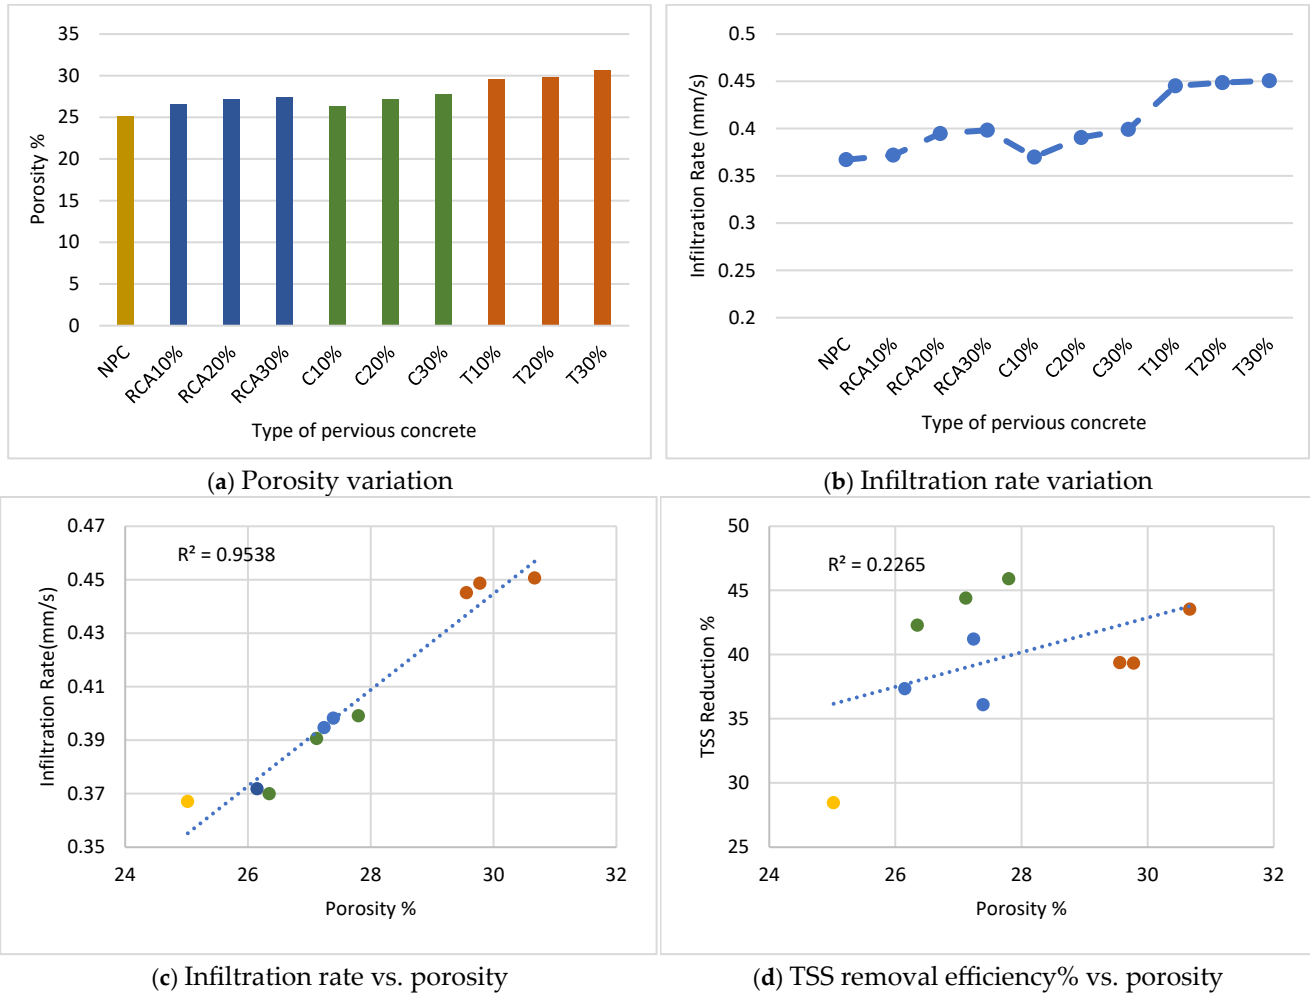 35
30
25
20
15
10
5
0
Porosity %
NPC
RCA10%
RCA20%
RCA30%
C10%
C20%
C30%
T10%
T20%
T30%
Type of pervious concrete
(a) Porosity variation
0.5
0.45
0.4
0.35
0.3
0.25
0.2
Infiltration Rate (mm/s)
NPC
RCA10%
RCA20%
RCA30%
C10%
C20%
C30%
T10%
T20%
T30%
Type of pervious concrete
(b) Infiltration rate variation
0.47
0.45
0.43
0.41
0.39
0.37
0.35
Infiltration Rate(mm/s)
R² = 0.9538
24
26
28
30
32
Porosity %
(c) Infiltration rate vs. porosity
50
45
40
35
30
25
TSS Reduction %
R² = 0.2265
24
26
28
30
32
Porosity %
(d) TSS removal efficiency% vs. porosity